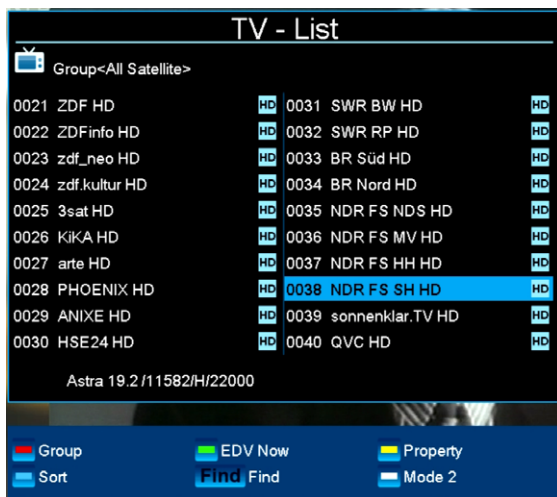 TV - List
Group<All Satellite>
0021 ZDF HD HD
0022 ZDFinfo HD HD
0023 zdf_neo HD HD
0024 zdf.kultur HD HD
0025 3sat HD HD
0026 KiKA HD HD
0027 arte HD HD
0028 PHOENIX HD HD
0029 ANIXE HD HD
0030 HSE24 HD HD
0031 SWR BW HD HD
0032 SWR RP HD HD
0033 BR Süd HD HD
0034 BR Nord HD HD
0035 NDR FS NDS HD HD
0036 NDR FS MV HD HD
0037 NDR FS HH HD HD
0038 NDR FS SH HD HD
0039 sonnenklar.TV HD HD
0040 QVC HD HD
Astra 19.2 /11582/H/22000
Group EDV Now Property
Sort Find Find Mode 2